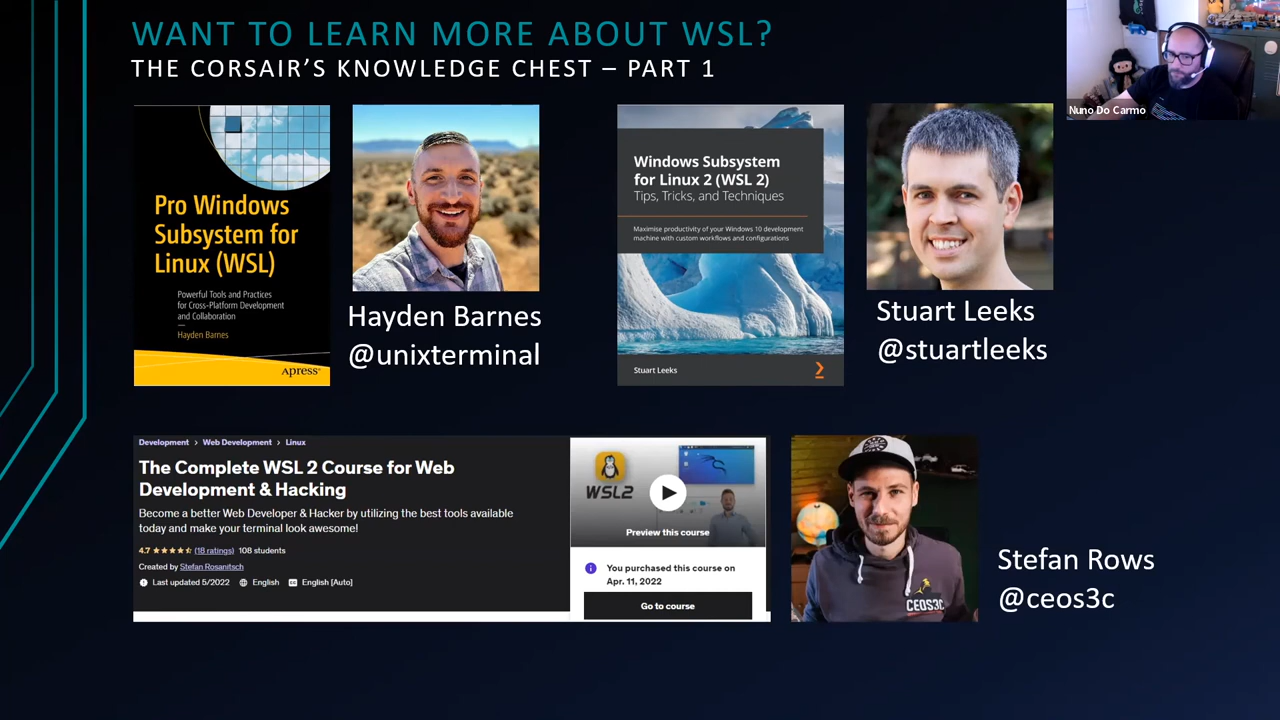 WANT TO LEARN MORE ABOUT WSL?
THE CORSAIR'S KNOWLEDGE CHEST – PART 1
Nuno Do Carmo
Pro Windows
Subsystem for
Linux (WSL)
Powerful Tools and Practices
for Cross-Platform Development
and Collaboration
—
Hayden Barnes
Apress®
Hayden Barnes
@unixterminal
Windows Subsystem
for Linux 2 (WSL 2)
Tips, Tricks, and Techniques
Maximise productivity of your Windows 10 development
machine with custom workflows and configurations
Stuart Leeks
Stuart Leeks
@stuartleeks
Development > Web Development > Linux
The Complete WSL 2 Course for Web
Development & Hacking
Become a better Web Developer & Hacker by utilizing the best tools available
today and make your terminal look awesome!
4.7 (18 ratings) 108 students
Created by Stefan Rosanitsch
Last updated 5/2022 English English [Auto]
WSL2
Preview this course
You purchased this course on
Apr. 11, 2022
Go to course
CEOS3C
Stefan Rows
@ceos3c